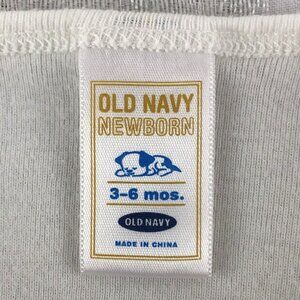 OLD NAVY
NEWBORN
3-6 mos.
OLD NAVY
MADE IN CHINA